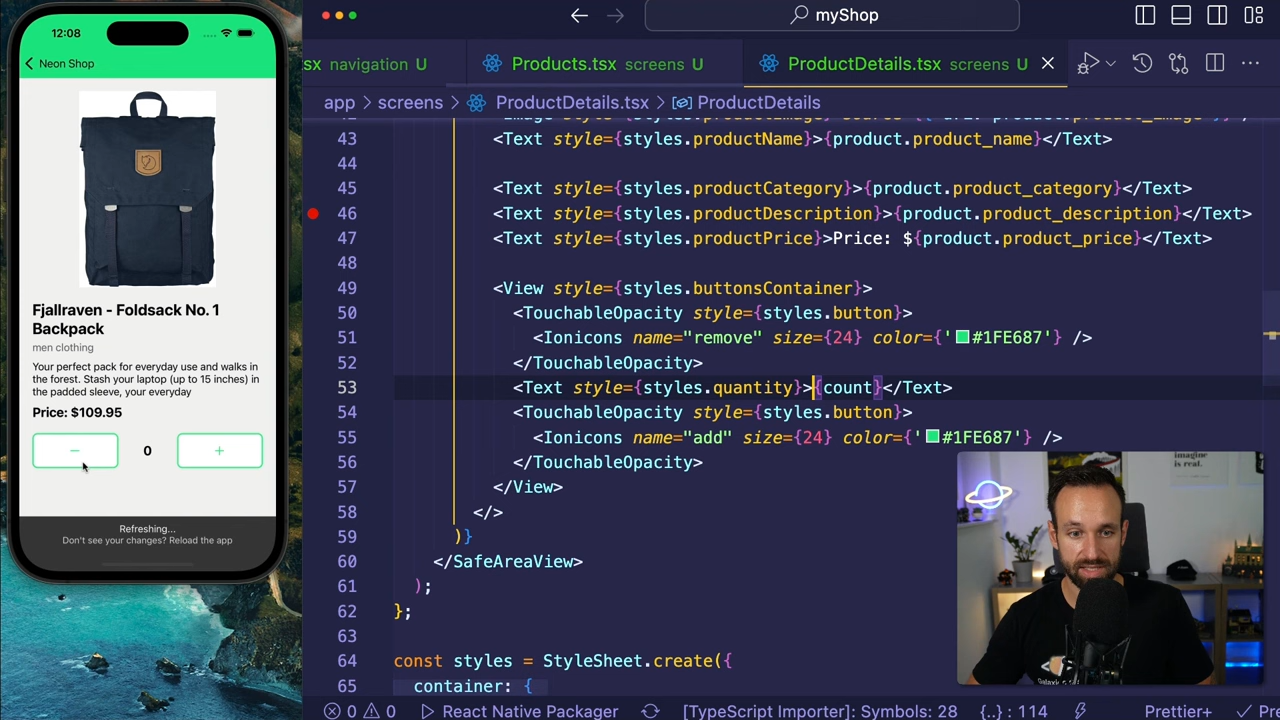 12:08
Neon Shop
Fjallraven - Foldsack No. 1
Backpack
men clothing
Your perfect pack for everyday use and walks
in the forest. Stash your laptop (up to 15 inches) in
the padded sleeve, your everyday
Price: $109.95
− 0 +
Refreshing...
Don't see your changes? Reload the app
myShop
sx navigation U
Products.tsx screens U
ProductDetails.tsx screens U
app > screens > ProductDetails.tsx > ProductDetails
43 <Text style={styles.productName}>{product.product_name}</Text>
44
45 <Text style={styles.productCategory}>{product.product_category}</Text>
46 <Text style={styles.productDescription}>{product.product_description}</Text>
47 <Text style={styles.productPrice}>Price: ${product.product_price}</Text>
48
49 <View style={styles.buttonsContainer}>
50 <TouchableOpacity style={styles.button}>
51 <Ionicons name="remove" size={24} color={'#1FE687'} />
52 </TouchableOpacity>
53 <Text style={styles.quantity}>{count}</Text>
54 <TouchableOpacity style={styles.button}>
55 <Ionicons name="add" size={24} color={'#1FE687'} />
56 </TouchableOpacity>
57 </View>
58 </>
59 )}
60 </SafeAreaView>
61 );
62 };
63
64 const styles = StyleSheet.create({
65 container: {
imagine
is real.
0 0 React Native Packager [TypeScript Importer]: Symbols: 28 {..} : 114 Prettier+ Pre